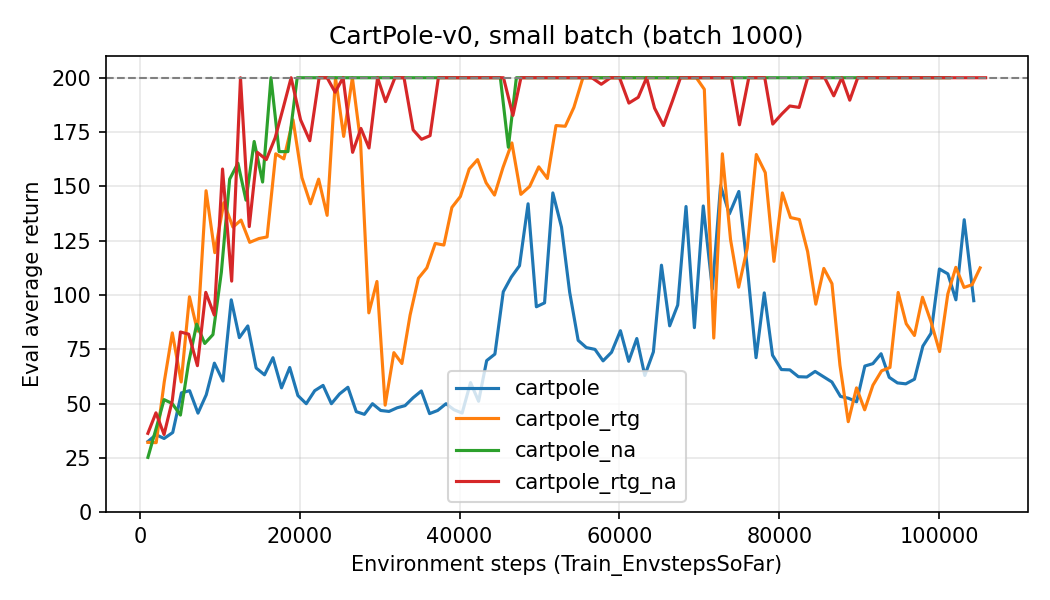 CartPole-v0, small batch (batch 1000)
Eval average return
200
175
150
125
100
75
50
25
0
cartpole
cartpole_rtg
cartpole_na
cartpole_rtg_na
0 20000 40000 60000 80000 100000
Environment steps (Train_EnvstepsSoFar)